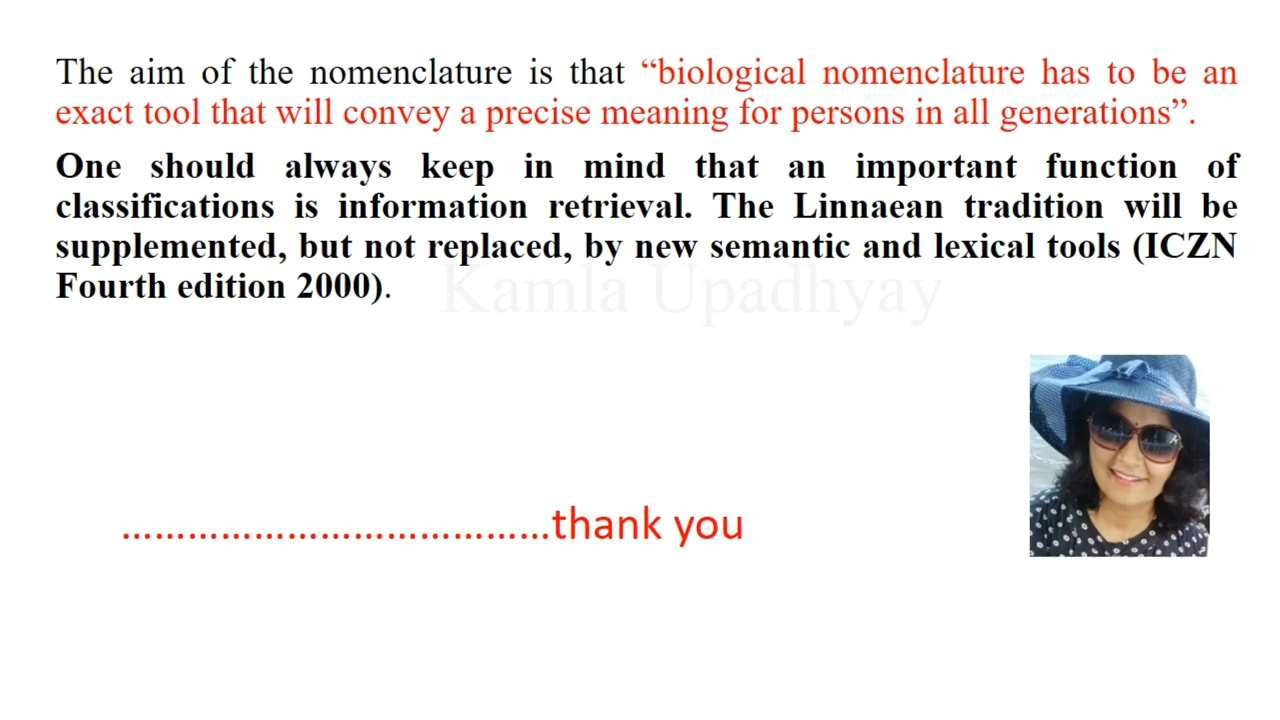 The aim of the nomenclature is that “biological nomenclature has to be an
exact tool that will convey a precise meaning for persons in all generations”.
One should always keep in mind that an important function of
classifications is information retrieval. The Linnaean tradition will be
supplemented, but not replaced, by new semantic and lexical tools (ICZN
Fourth edition 2000).
Kamla Upadhyay
…………………………………thank you